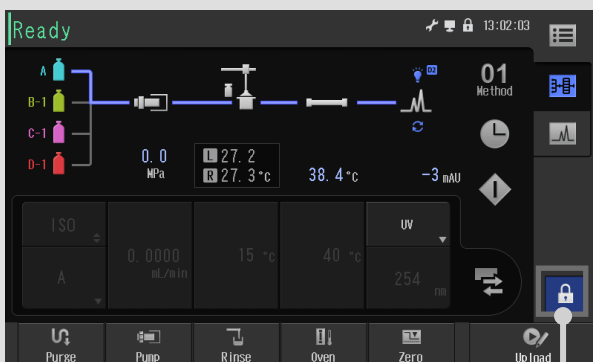 Ready 13:02:03
A
02
01
Method
B-1
C-1
D-1
0.0
MPa
L 27.2
R 27.3°c
38.4°c
-3 mAU
ISO
A
0.0000
mL/min
15 °c
40 °c
UV
254
nm
Purge Pump Rinse Oven Zero Upload